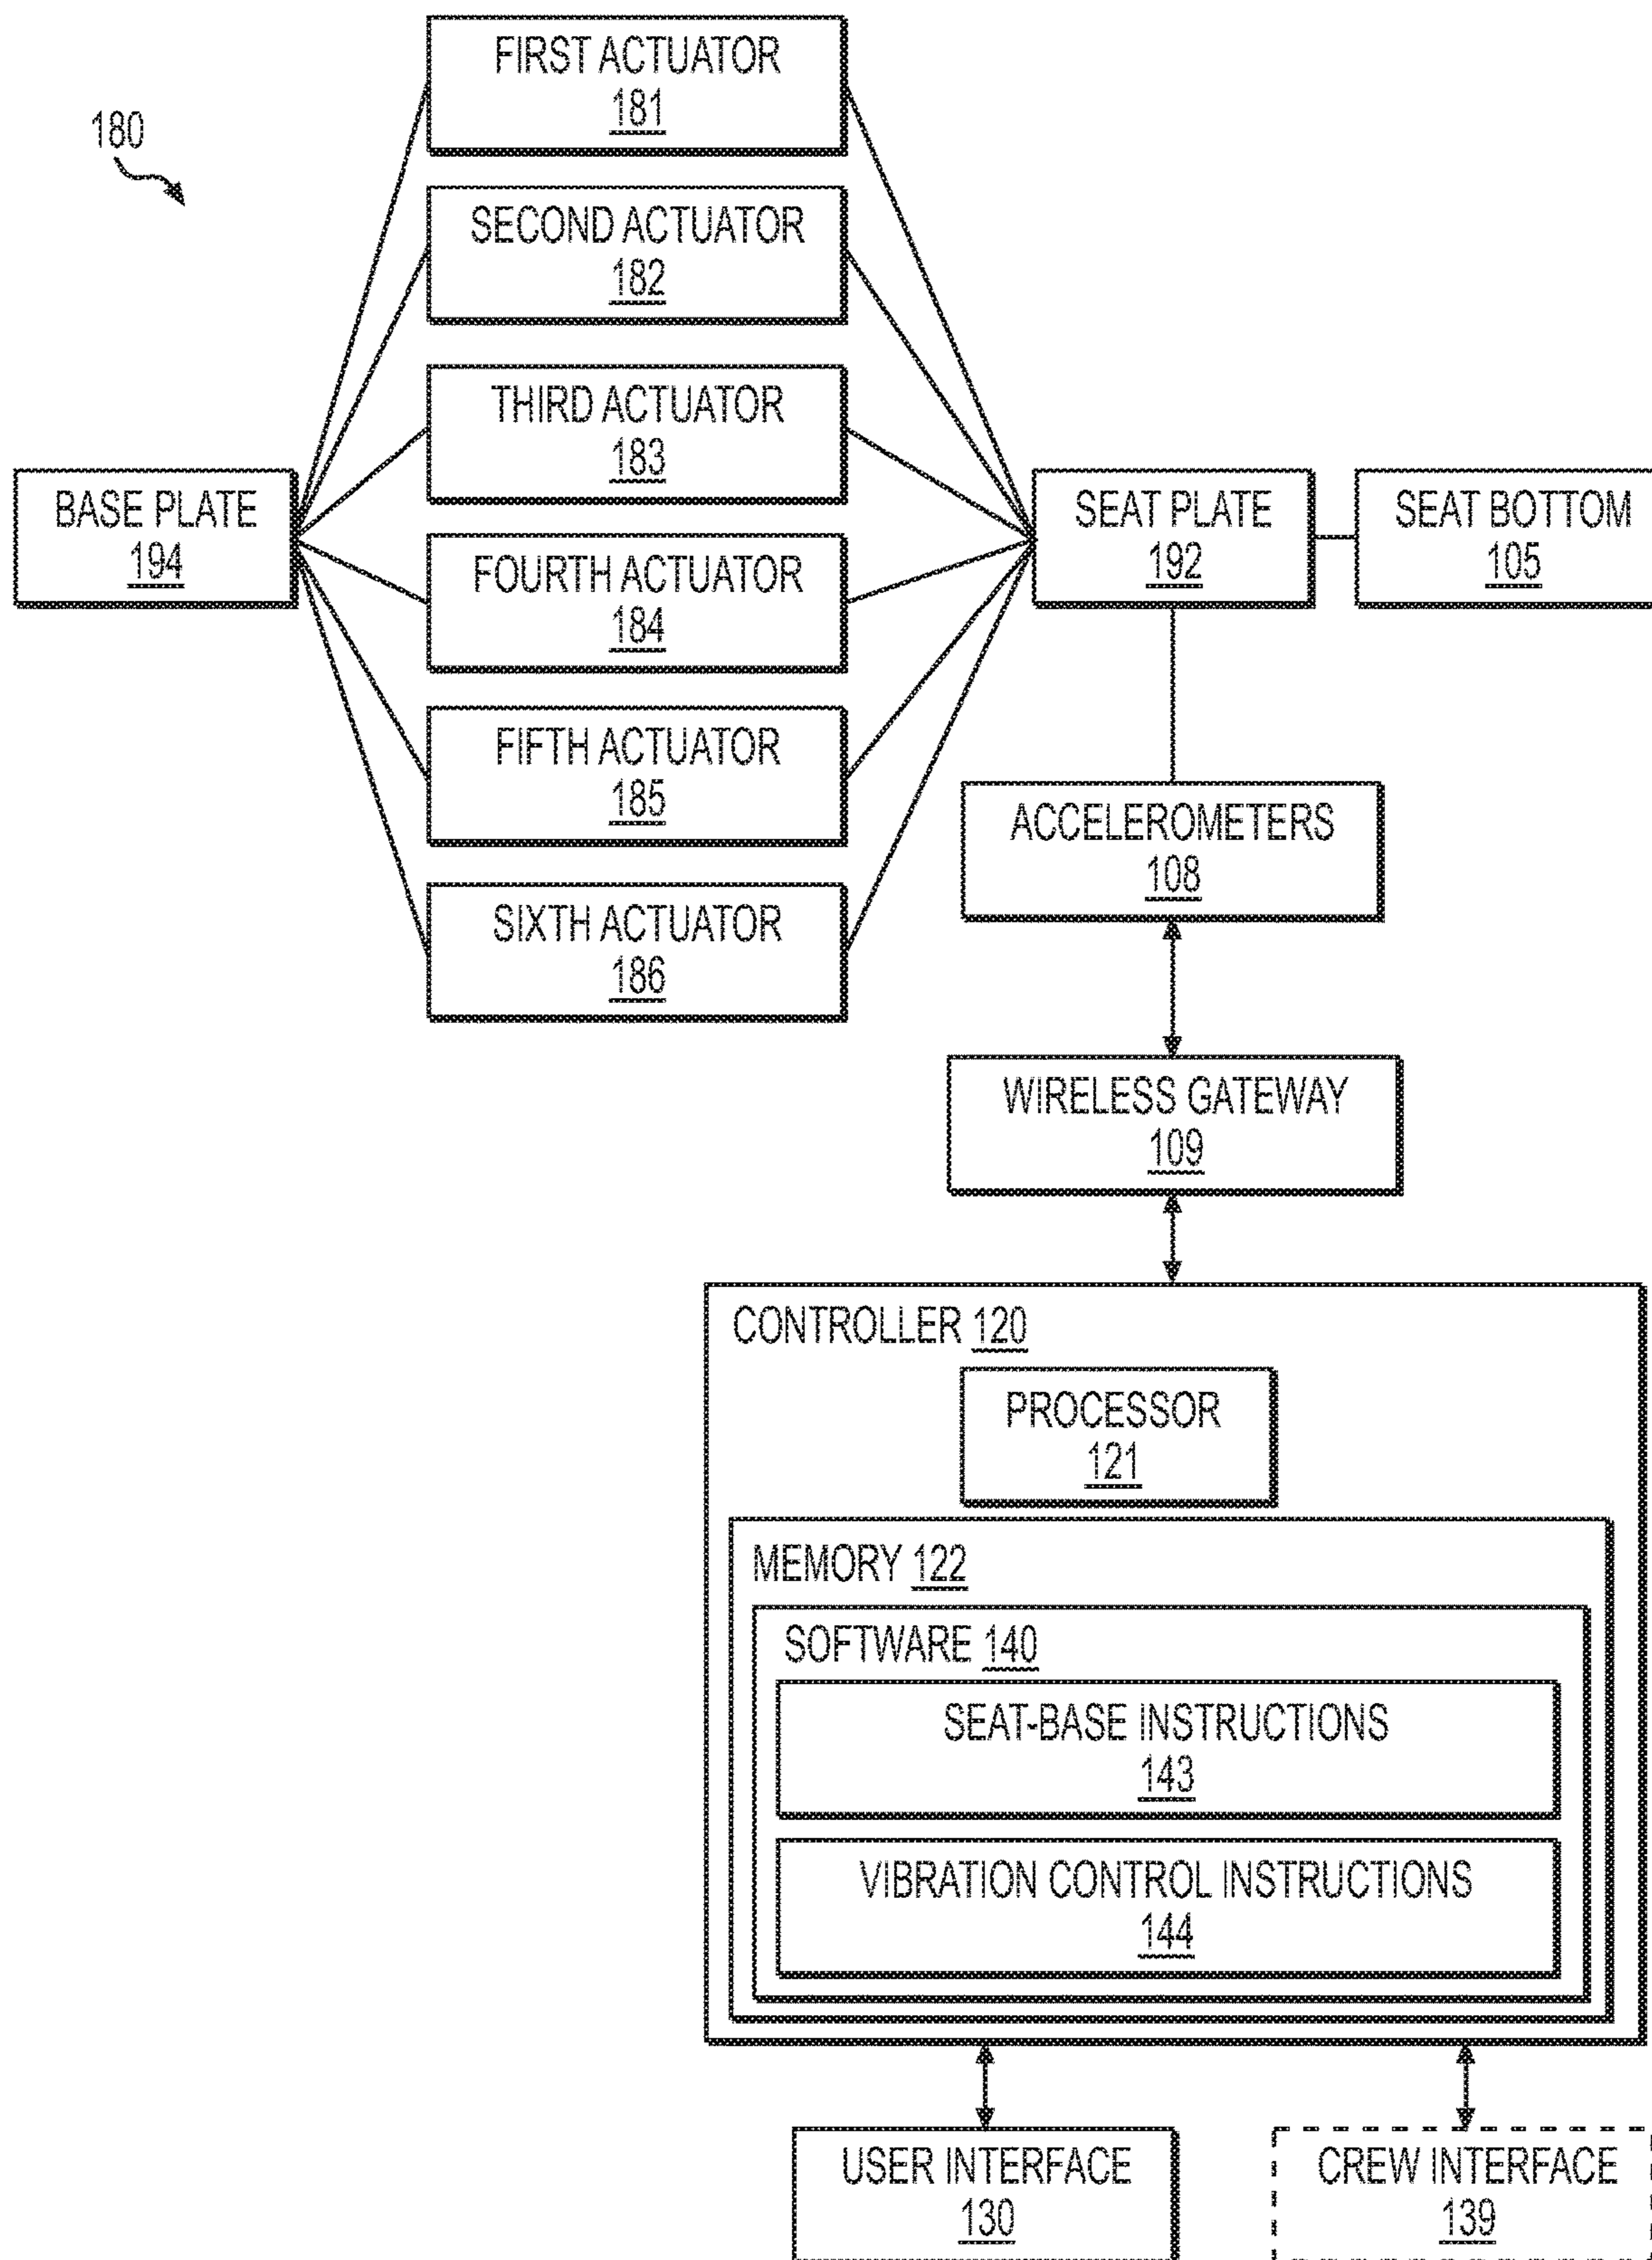 FIRST ACTUATOR
181
180
SECOND ACTUATOR
182
THIRD ACTUATOR
183
BASE PLATE
194
SEAT PLATE
192
SEAT BOTTOM
105
FOURTH ACTUATOR
184
FIFTH ACTUATOR
185
ACCELEROMETERS
108
SIXTH ACTUATOR
186
WIRELESS GATEWAY
109
CONTROLLER 120
PROCESSOR
121
MEMORY 122
SOFTWARE 140
SEAT-BASE INSTRUCTIONS
143
VIBRATION CONTROL INSTRUCTIONS
144
USER INTERFACE
130
CREW INTERFACE
139